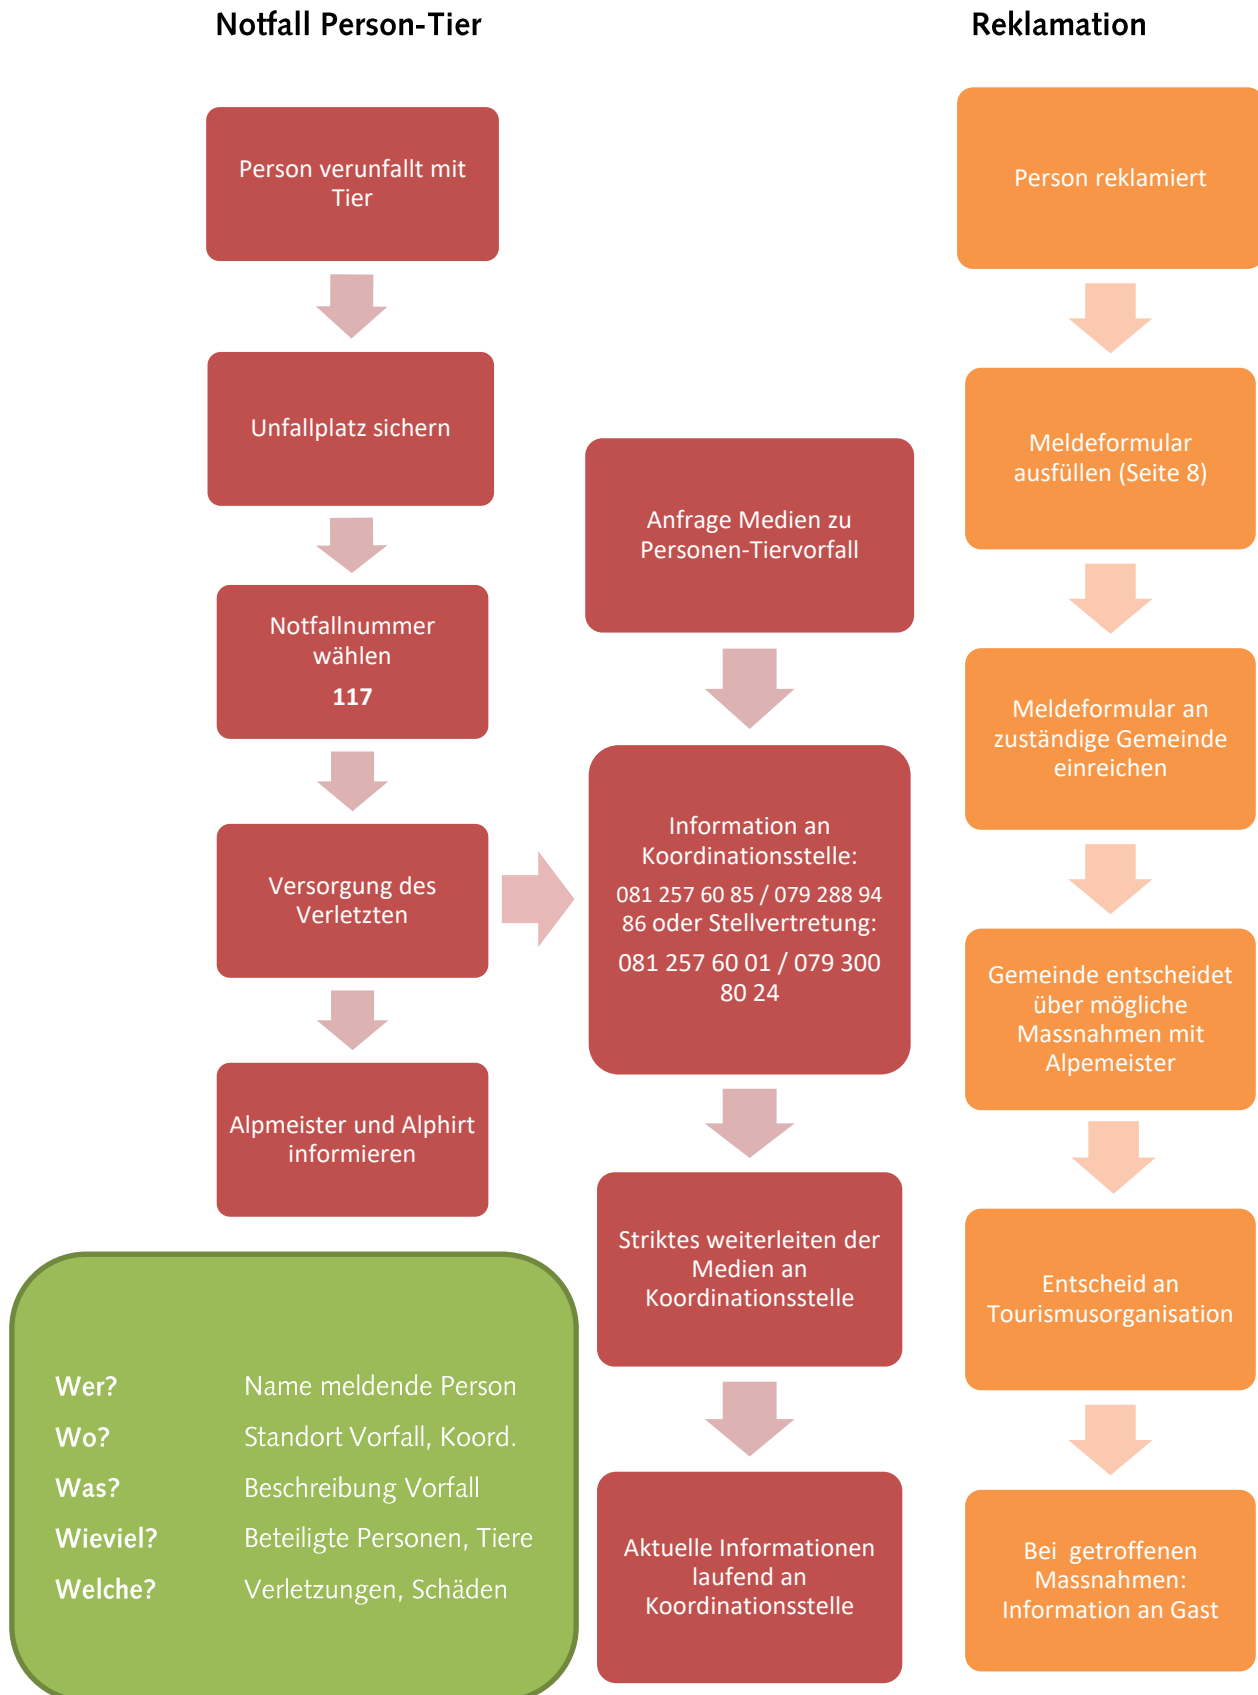 Notfall Person-Tier
Person verunfallt mit
Tier
Unfallplatz sichern
Notfallnummer
wählen
117
Versorgung des
Verletzten
Alpmeister und Alphirt
informieren
Anfrage Medien zu
Personen-Tiervorfall
Information an
Koordinationsstelle:
081 257 60 85 / 079 288 94
86 oder Stellvertretung:
081 257 60 01 / 079 300
80 24
Striktes weiterleiten der
Medien an
Koordinationsstelle
Aktuelle Informationen
laufend an
Koordinationsstelle
Reklamation
Person reklamiert
Meldeformular
ausfüllen (Seite 8)
Meldeformular an
zuständige Gemeinde
einreichen
Gemeinde entscheidet
über mögliche
Massnahmen mit
Alpemeister
Entscheid an
Tourismusorganisation
Bei getroffenen
Massnahmen:
Information an Gast
Wer? Name meldende Person
Wo? Standort Vorfall, Koord.
Was? Beschreibung Vorfall
Wieviel? Beteiligte Personen, Tiere
Welche? Verletzungen, Schäden